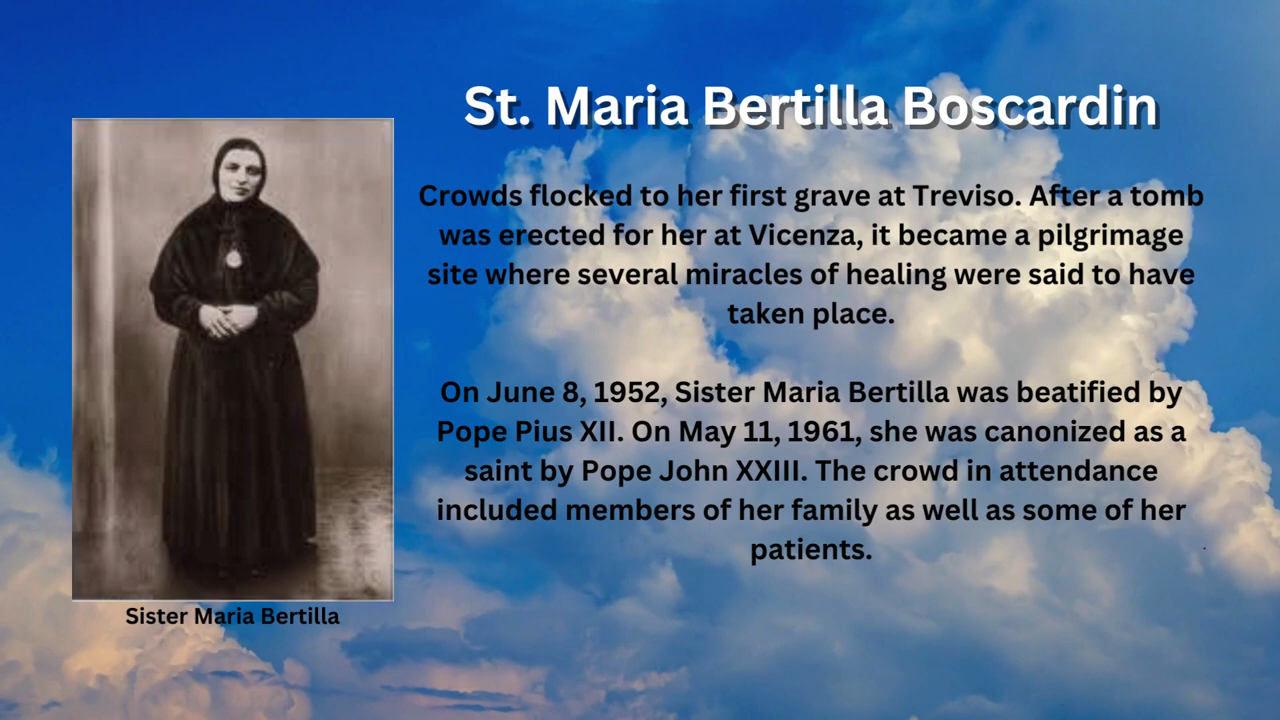 St. Maria Bertilla Boscardin
Crowds flocked to her first grave at Treviso. After a tomb
was erected for her at Vicenza, it became a pilgrimage
site where several miracles of healing were said to have
taken place.
On June 8, 1952, Sister Maria Bertilla was beatified by
Pope Pius XII. On May 11, 1961, she was canonized as a
saint by Pope John XXIII. The crowd in attendance
included members of her family as well as some of her
patients.
Sister Maria Bertilla